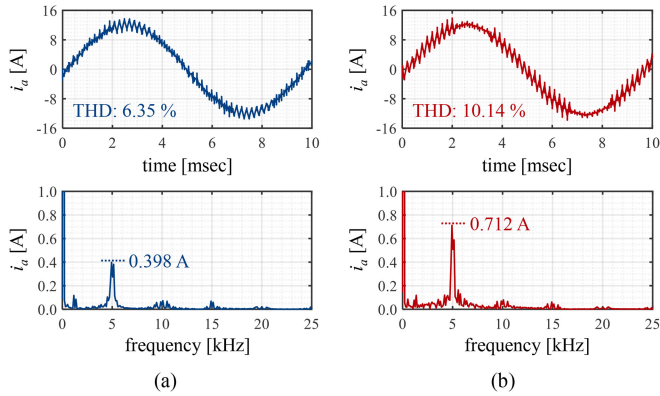 i_a [A]
16
8
0
-8
-16
THD: 6.35 %
0 2 4 6 8 10
time [msec]
i_a [A]
16
8
0
-8
-16
THD: 10.14 %
0 2 4 6 8 10
time [msec]
i_a [A]
1.0
0.8
0.6
0.4
0.2
0.0
0.398 A
0 5 10 15 20 25
frequency [kHz]
i_a [A]
1.0
0.8
0.6
0.4
0.2
0.0
0.712 A
0 5 10 15 20 25
frequency [kHz]
(a)
(b)